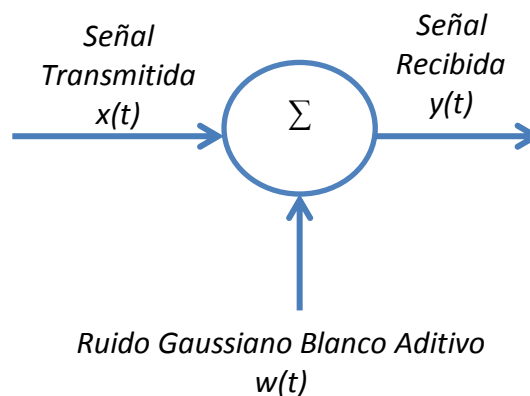 Señal
Transmitida
x(t)
∑
Señal
Recibida
y(t)
Ruido Gaussiano Blanco Aditivo
w(t)